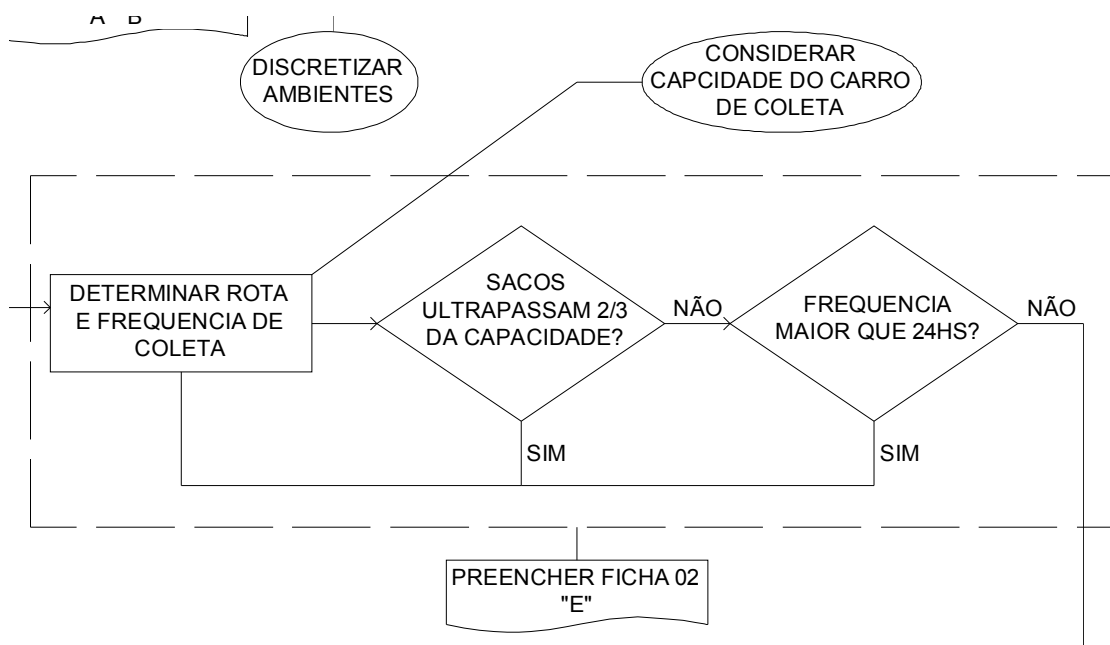 A B
DISCRETIZAR
AMBIENTES
CONSIDERAR
CAPCIDADE DO CARRO
DE COLETA
DETERMINAR ROTA
E FREQUENCIA DE
COLETA
SACOS
ULTRAPASSAM 2/3
DA CAPACIDADE?
NÃO
FREQUENCIA
MAIOR QUE 24HS?
NÃO
SIM
SIM
PREENCHER FICHA 02
"E"